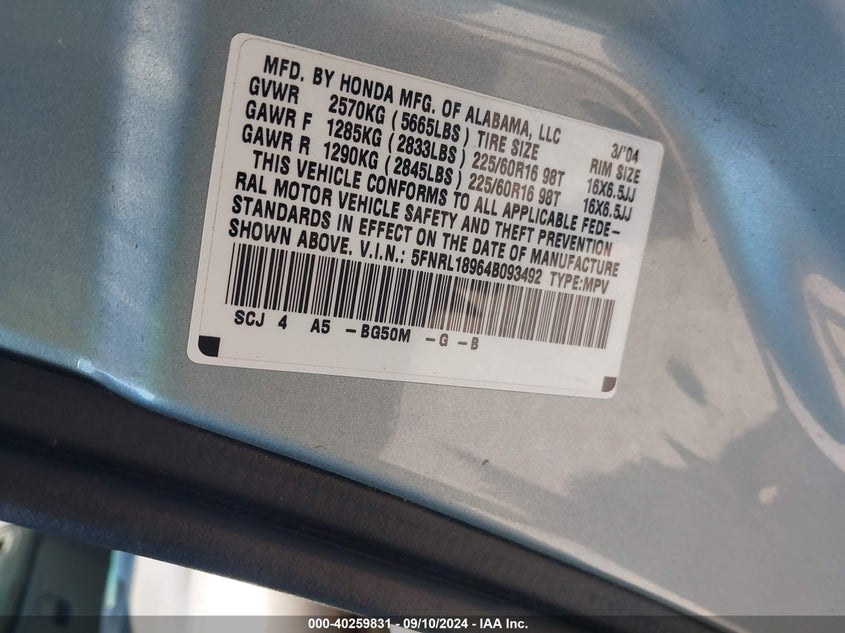 MFD. BY HONDA MFG. OF ALABAMA, LLC 3/'04
GVWR 2570KG (5665LBS) TIRE SIZE RIM SIZE
GAWR F 1285KG (2833LBS) 225/60R16 98T 16X6.5JJ
GAWR R 1290KG (2845LBS) 225/60R16 98T 16X6.5JJ
THIS VEHICLE CONFORMS TO ALL APPLICABLE FEDE-
RAL MOTOR VEHICLE SAFETY AND THEFT PREVENTION
STANDARDS IN EFFECT ON THE DATE OF MANUFACTURE
SHOWN ABOVE. V.I.N.: 5FNRL18964B093492 TYPE:MPV
SCJ 4 A5 -BG50M -G -B
000-40259831 - 09/10/2024 - IAA Inc.